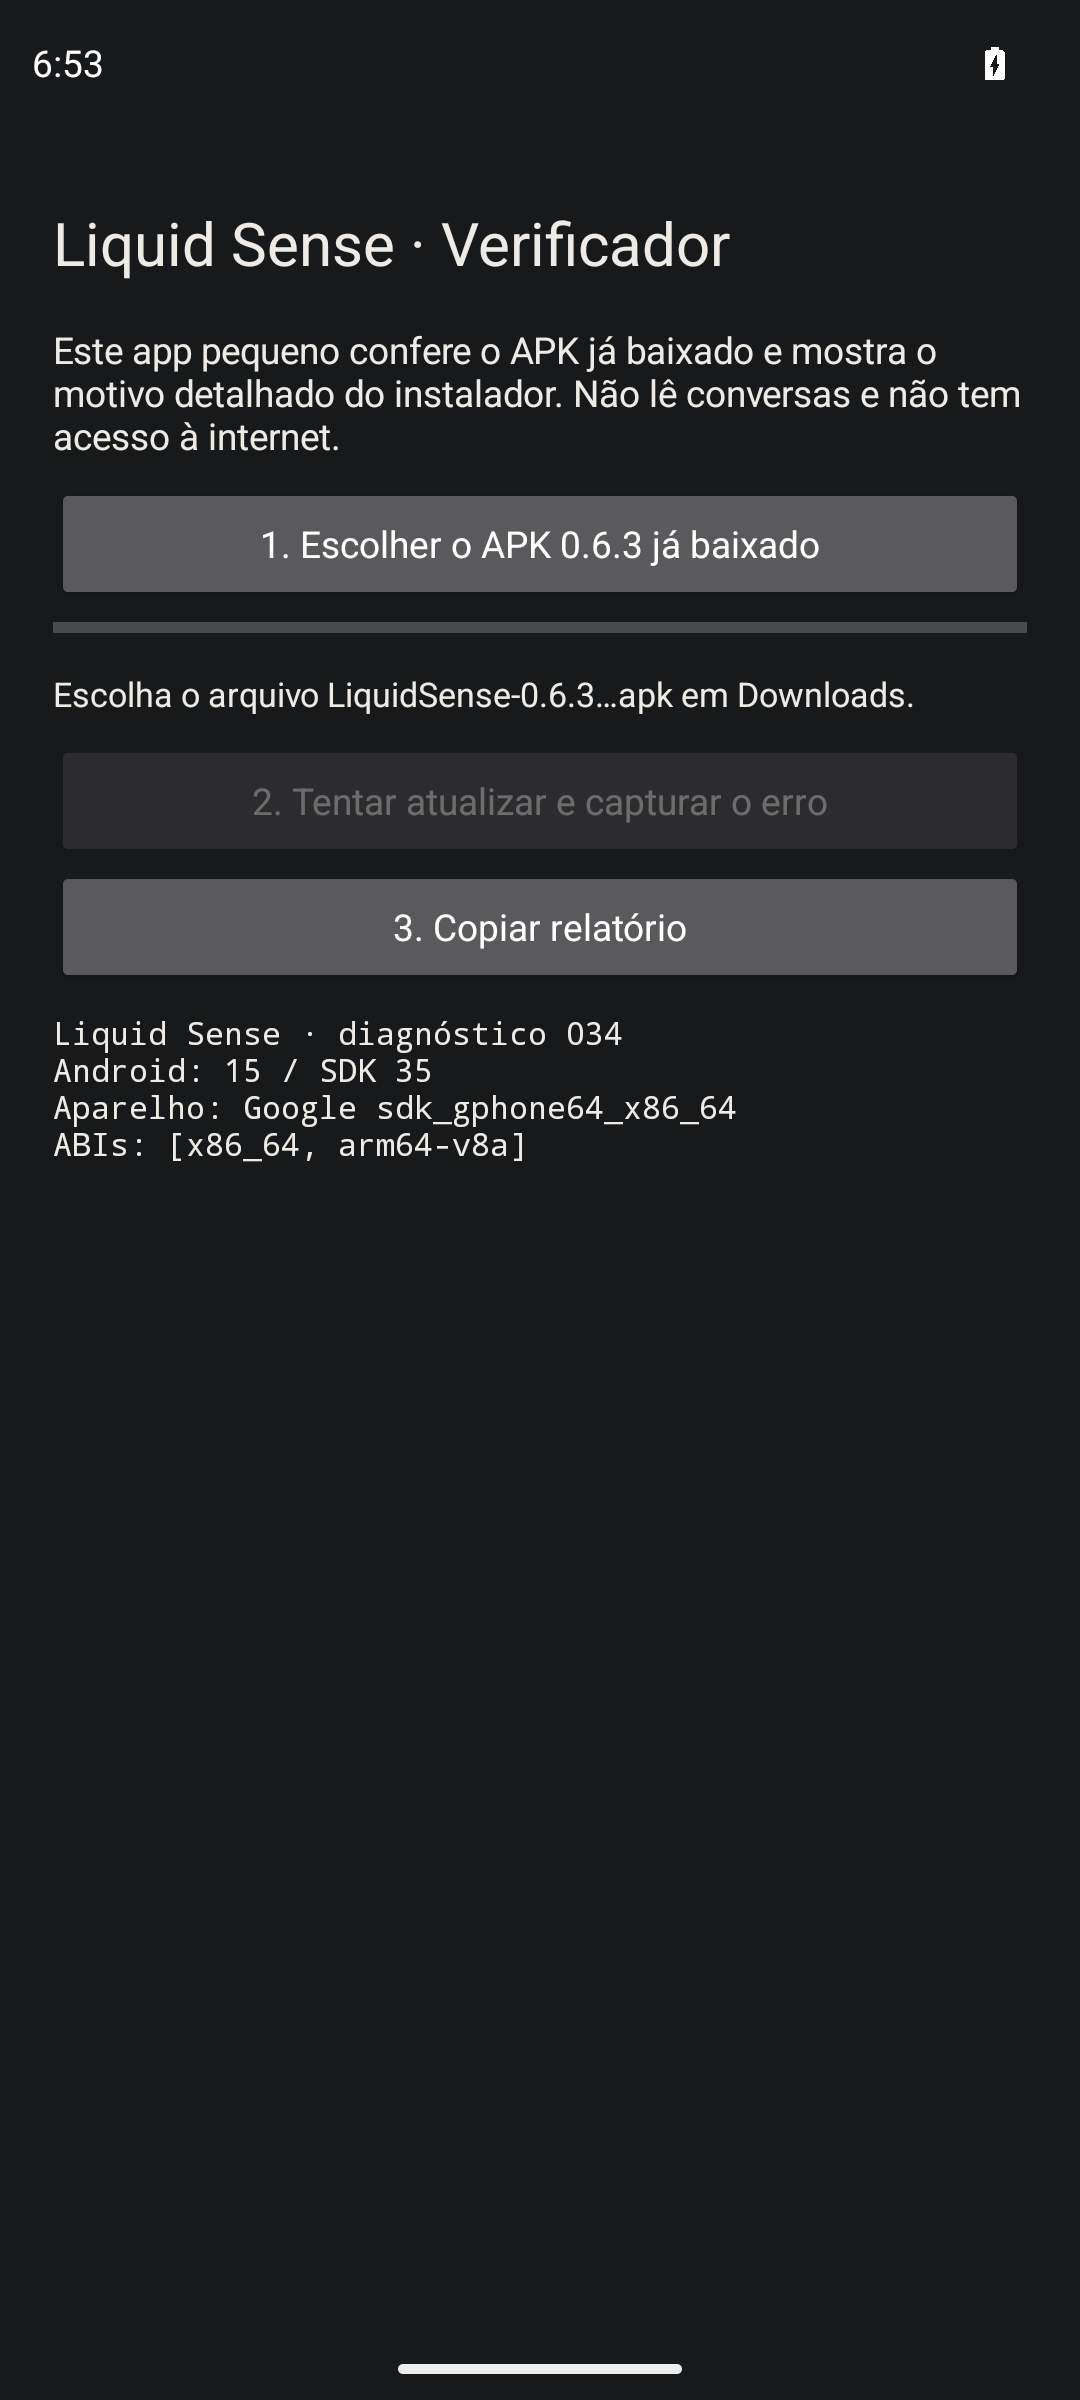 6:53
Liquid Sense · Verificador
Este app pequeno confere o APK já baixado e mostra o
motivo detalhado do instalador. Não lê conversas e não tem
acesso à internet.
1. Escolher o APK 0.6.3 já baixado
Escolha o arquivo LiquidSense-0.6.3…apk em Downloads.
2. Tentar atualizar e capturar o erro
3. Copiar relatório
Liquid Sense · diagnóstico 034
Android: 15 / SDK 35
Aparelho: Google sdk_gphone64_x86_64
ABIs: [x86_64, arm64-v8a]